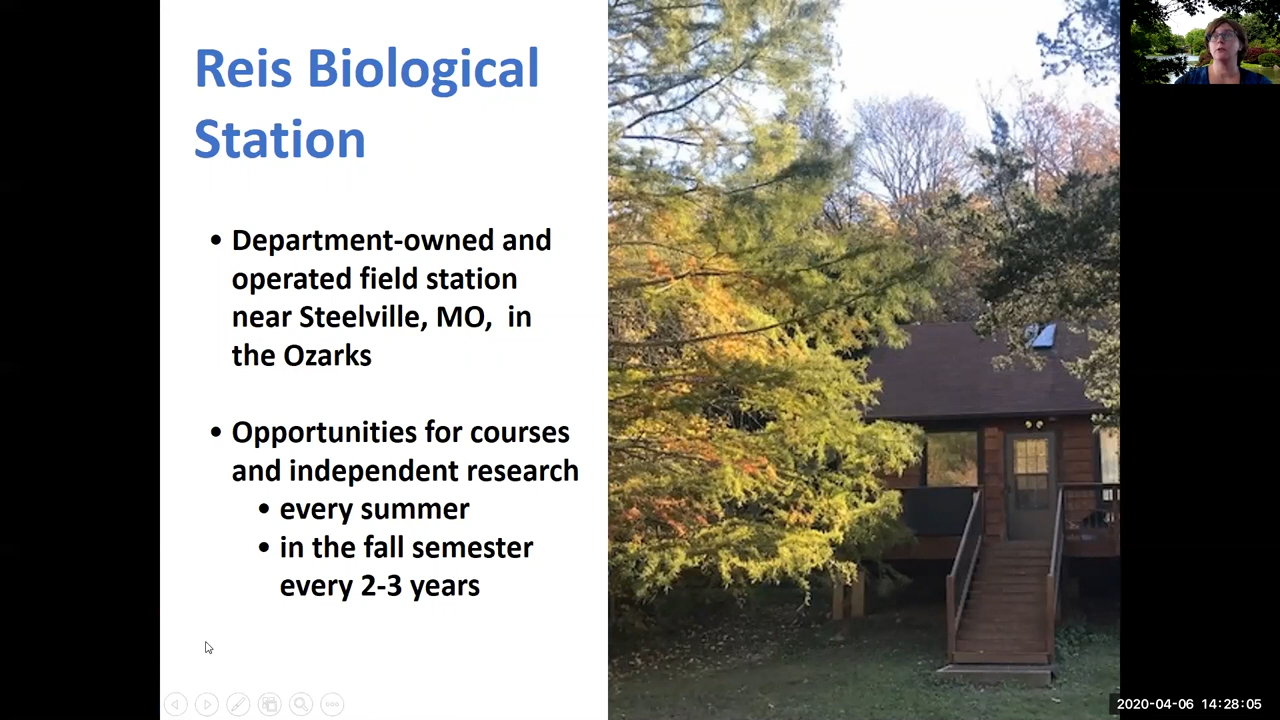 Reis Biological
Station
• Department-owned and
operated field station
near Steelville, MO,  in
the Ozarks
• Opportunities for courses
and independent research
• every summer
• in the fall semester
every 2-3 years
2020-04-06 14:28:05